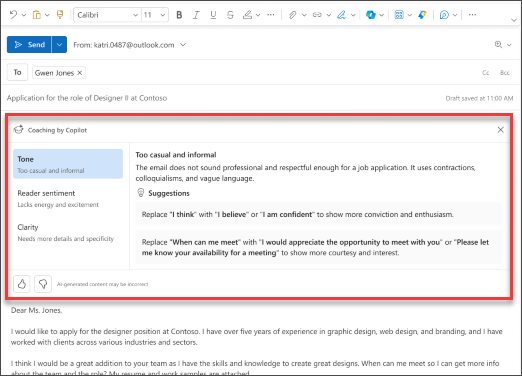 Calibri 11 B I U S
Send From: katri.0487@outlook.com
To Gwen Jones Cc Bcc
Application for the role of Designer II at Contoso Draft saved at 11:00 AM
Coaching by Copilot
Tone
Too casual and informal
Reader sentiment
Lacks energy and excitement
Clarity
Needs more details and specificity
Too casual and informal
The email does not sound professional and respectful enough for a job application. It uses contractions,
colloquialisms, and vague language.
Suggestions
Replace "I think" with "I believe" or "I am confident" to show more conviction and enthusiasm.
Replace "When can me meet" with "I would appreciate the opportunity to meet with you" or "Please let
me know your availability for a meeting" to show more courtesy and interest.
AI-generated content may be incorrect
Dear Ms. Jones,
I would like to apply for the designer position at Contoso. I have over five years of experience in graphic design, web design, and branding, and I have
worked with clients across various industries and sectors.
I think I would be a great addition to your team as I have the skills and knowledge to create great designs. When can me meet so I can get more info
about the team and the role? My resume and work samples are attached.